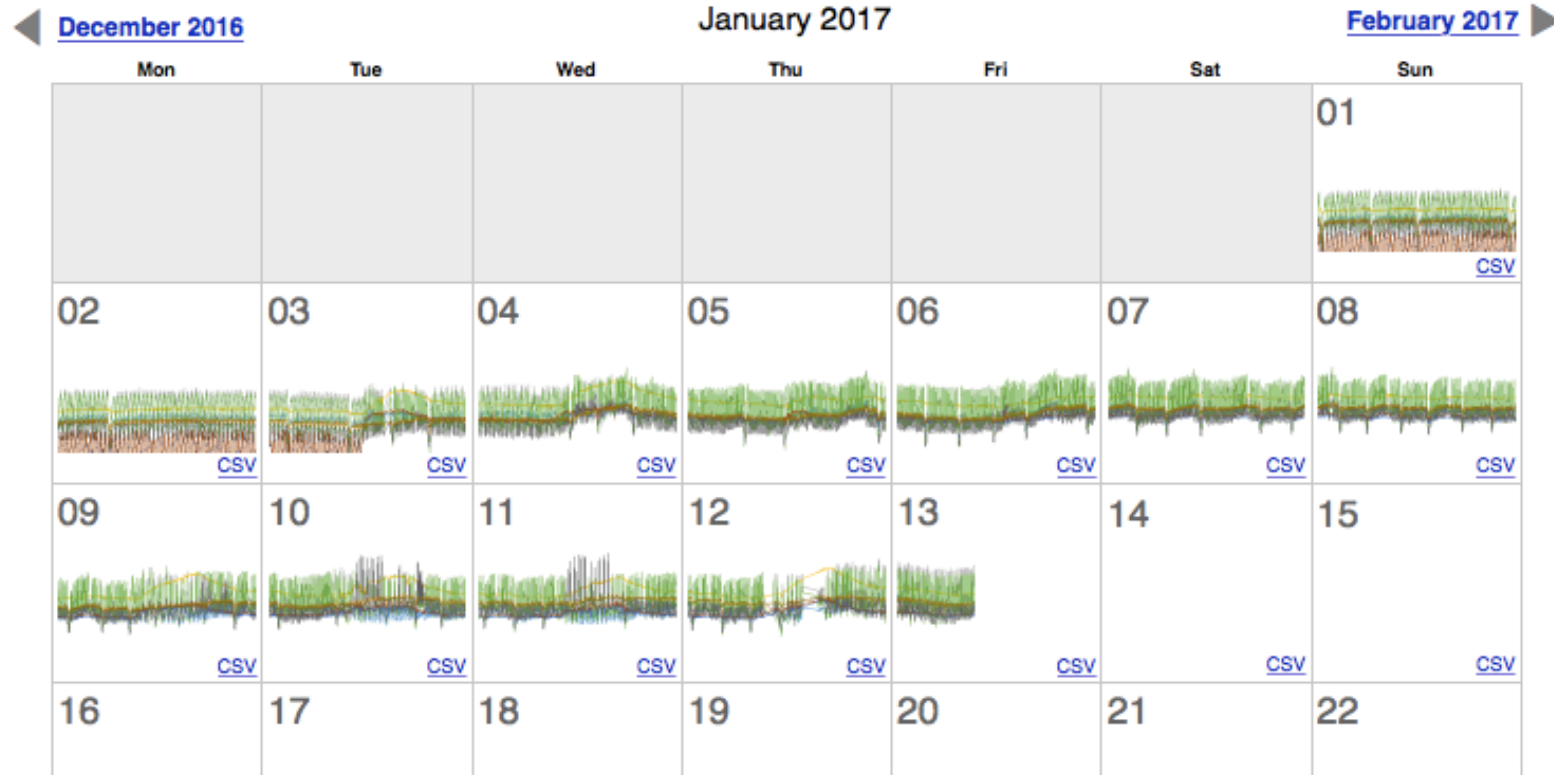 December 2016 January 2017 February 2017
Mon Tue Wed Thu Fri Sat Sun
01
CSV
02 03 04 05 06 07 08
CSV CSV CSV CSV CSV CSV CSV
09 10 11 12 13 14 15
CSV CSV CSV CSV CSV CSV CSV
16 17 18 19 20 21 22